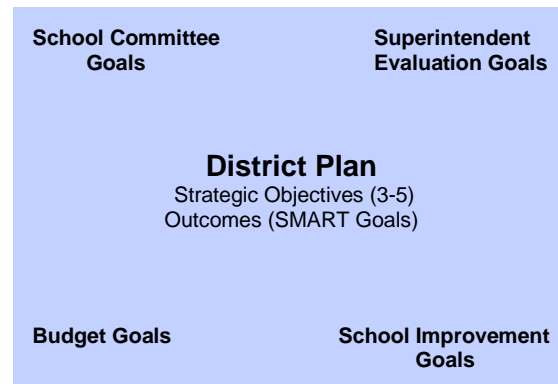 School Committee
Goals
Superintendent
Evaluation Goals
District Plan
Strategic Objectives (3-5)
Outcomes (SMART Goals)
Budget Goals
School Improvement
Goals